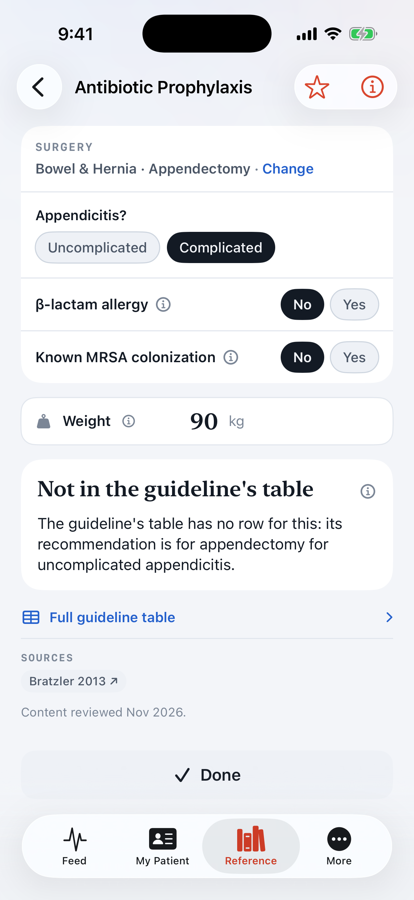 9:41
Antibiotic Prophylaxis
SURGERY
Bowel & Hernia · Appendectomy · Change
Appendicitis?
Uncomplicated Complicated
β-lactam allergy No Yes
Known MRSA colonization No Yes
Weight 90 kg
Not in the guideline's table
The guideline's table has no row for this: its
recommendation is for appendectomy for
uncomplicated appendicitis.
Full guideline table
SOURCES
Bratzler 2013 ↗
Content reviewed Nov 2026.
Done
Feed My Patient Reference More